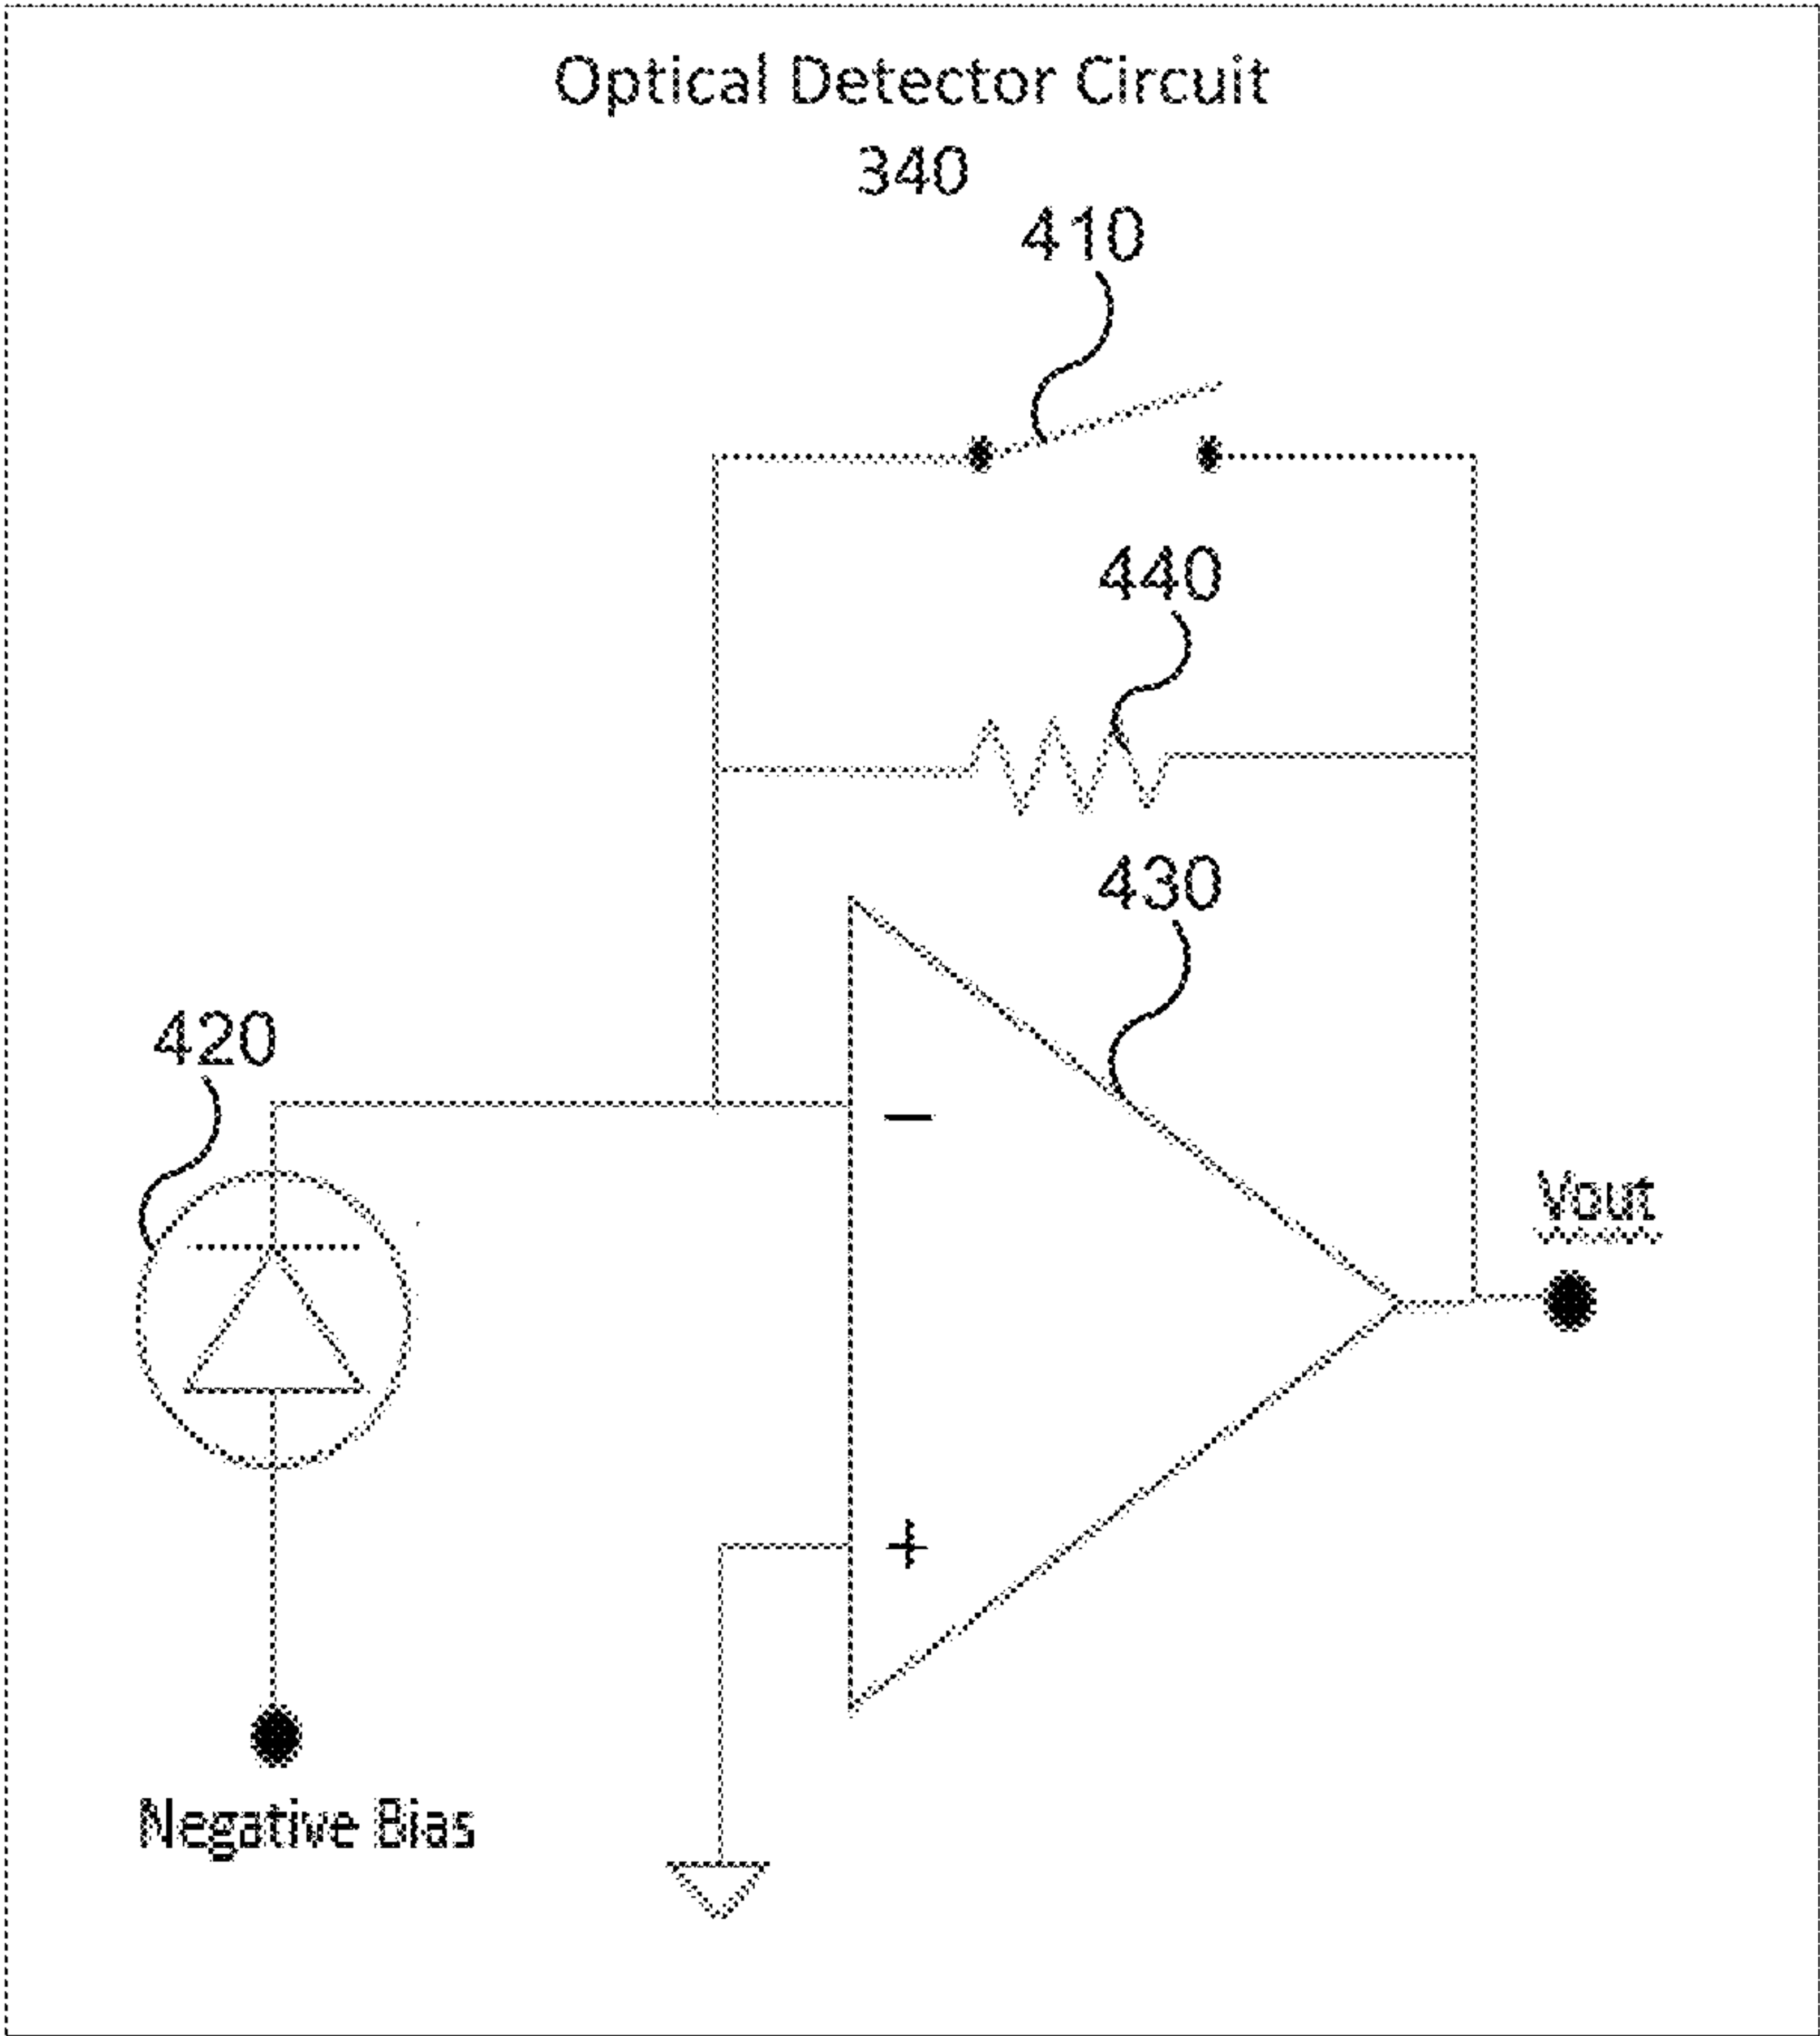 Optical Detector Circuit
340
410
440
430
420
−
Vout
+
Negative Bias